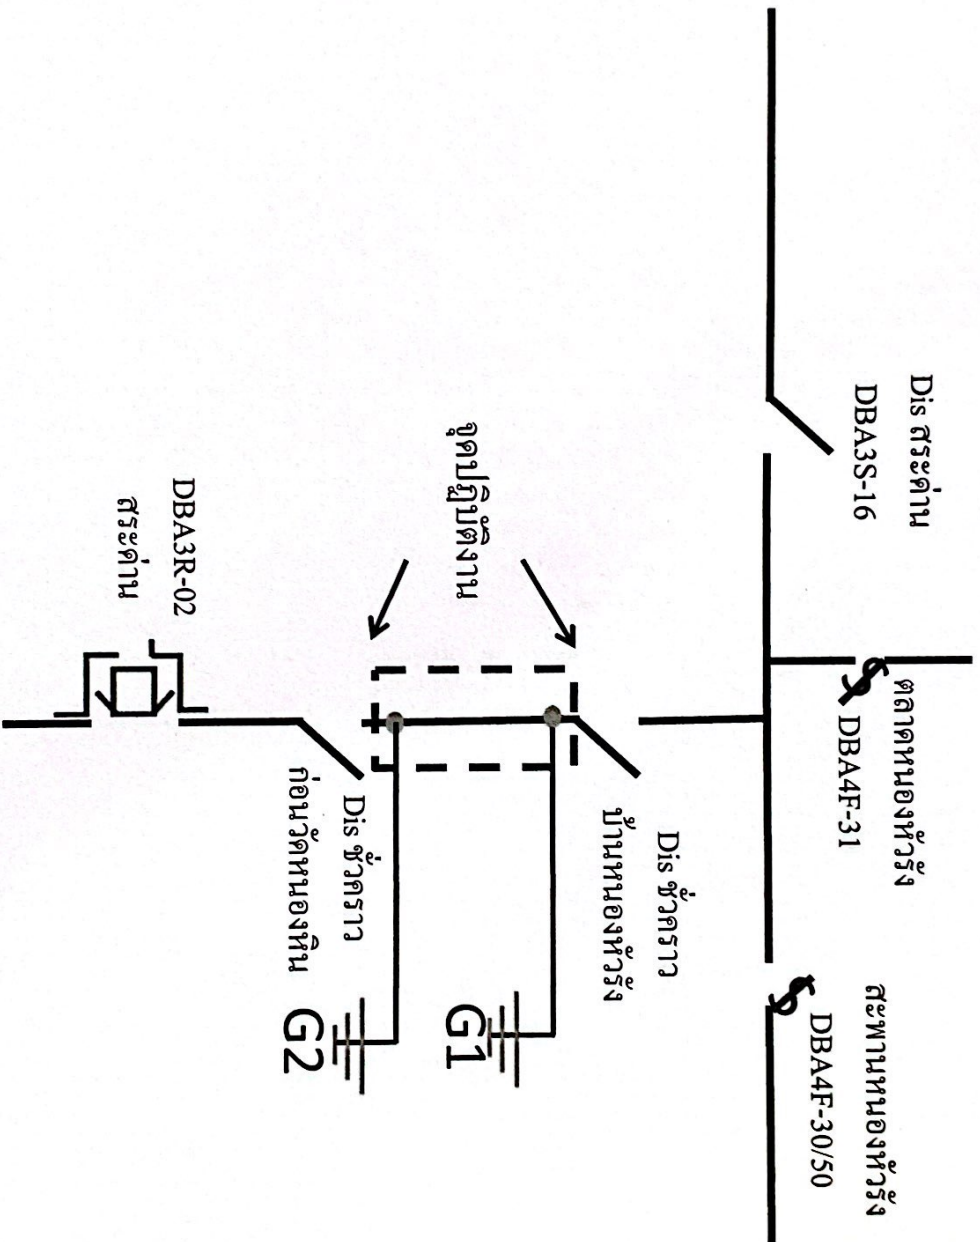 Dis สระด่าน
DBA3S-16
ตลาดหนองหัวรัง
DBA4F-31
สะพานหนองหัวรัง
DBA4F-30/50
Dis ชั่วคราว
บ้านหนองหัวรัง
จุดปฏิบัติงาน
G1
Dis ชั่วคราว
ก่อนวัดหนองหิน
G2
DBA3R-02
สระด่าน